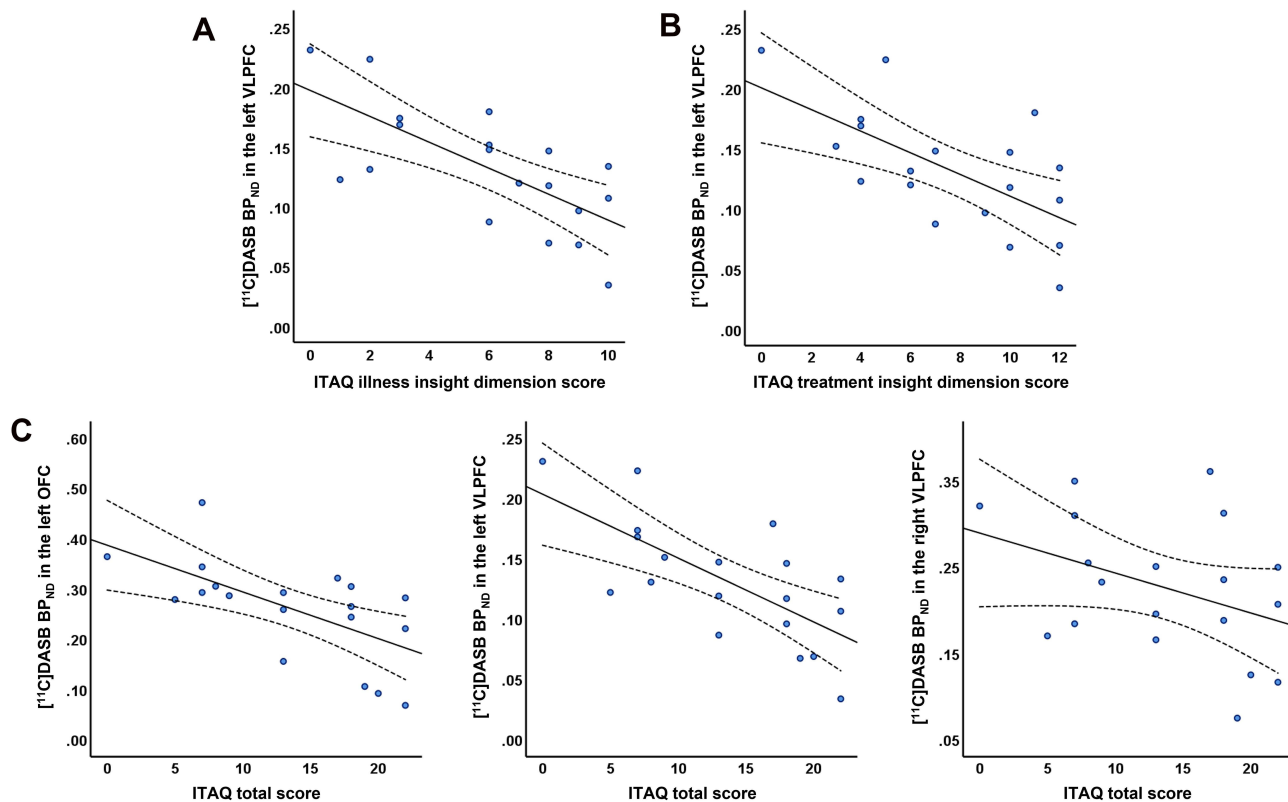 A
[¹¹C]DASB BP_ND in the left VLPFC
.25
.20
.15
.10
.05
.00
0 2 4 6 8 10
ITAQ illness insight dimension score
B
[¹¹C]DASB BP_ND in the left VLPFC
.25
.20
.15
.10
.05
.00
0 2 4 6 8 10 12
ITAQ treatment insight dimension score
C
[¹¹C]DASB BP_ND in the left OFC
.60
.50
.40
.30
.20
.10
.00
0 5 10 15 20
ITAQ total score
[¹¹C]DASB BP_ND in the left VLPFC
.25
.20
.15
.10
.05
.00
0 5 10 15 20
ITAQ total score
[¹¹C]DASB BP_ND in the right VLPFC
.35
.25
.15
.05
0 5 10 15 20
ITAQ total score